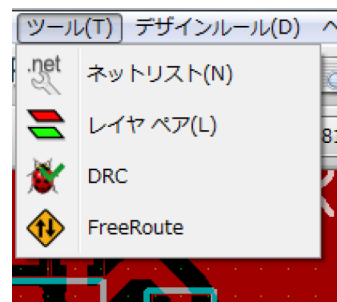 ツール(T) デザインルール(D)
.net ネットリスト(N)
レイヤ ペア(L)
DRC
FreeRoute